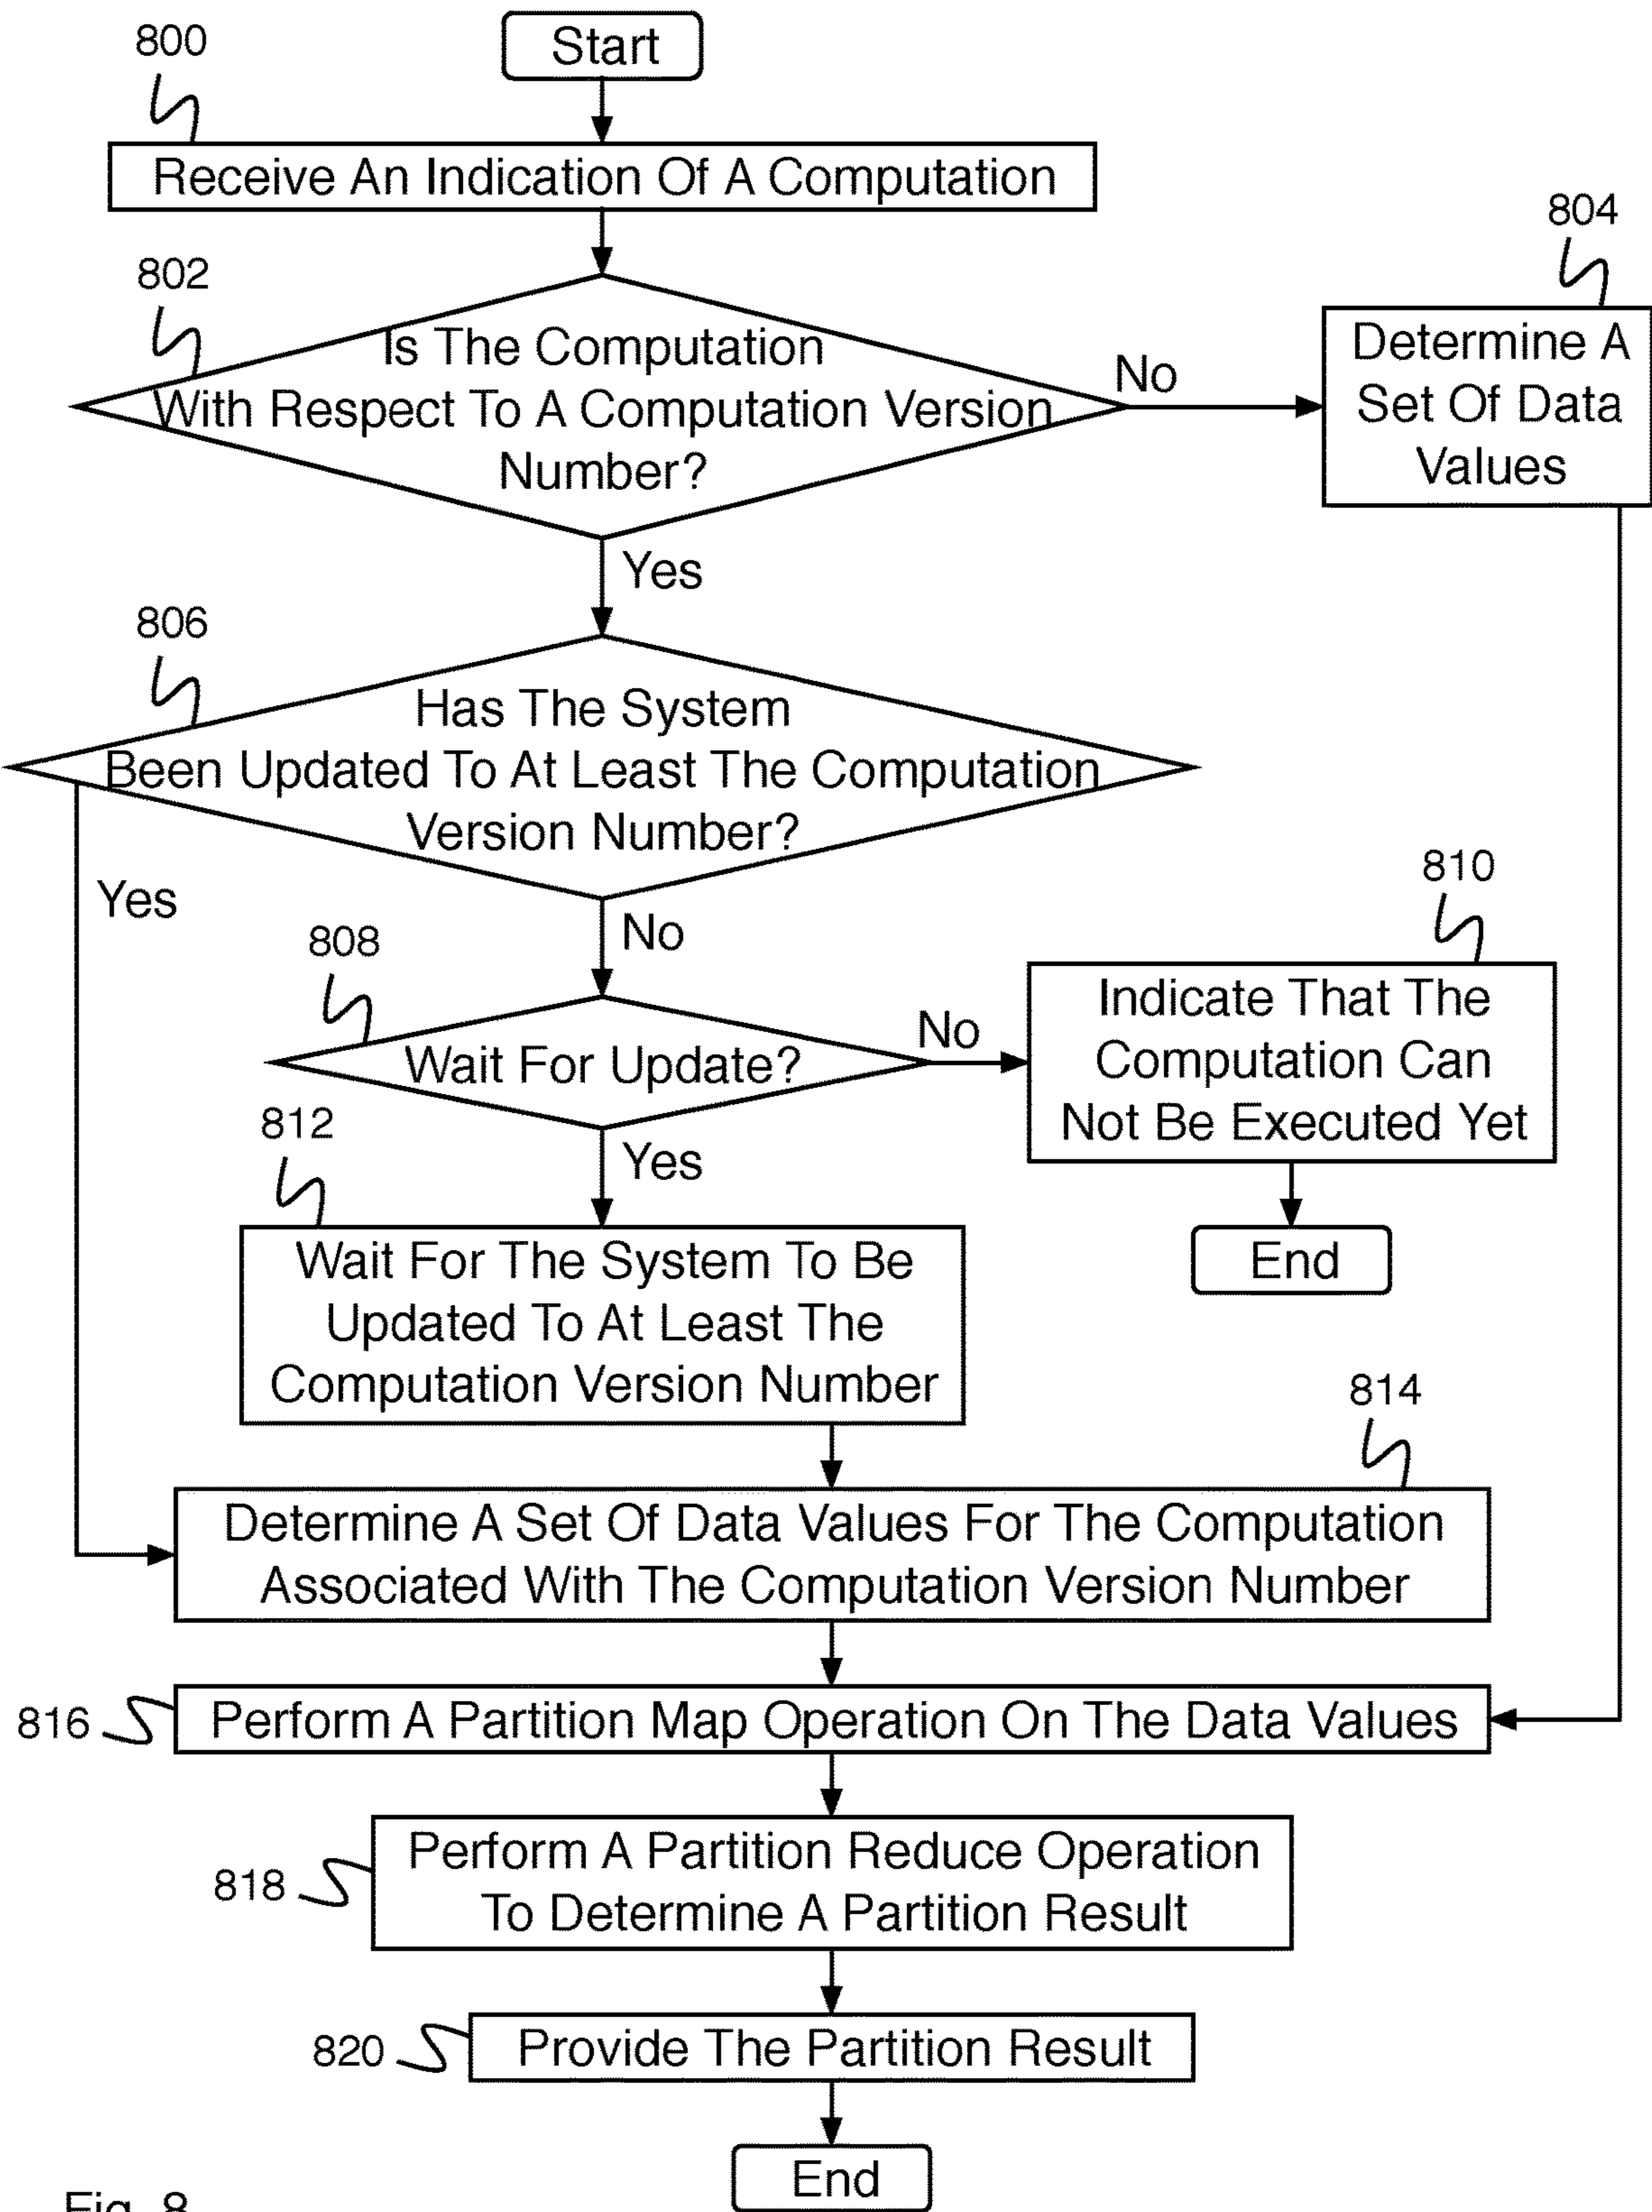 Start
800
Receive An Indication Of A Computation
802
Is The Computation
With Respect To A Computation Version
Number?
No
804
Determine A
Set Of Data
Values
Yes
806
Has The System
Been Updated To At Least The Computation
Version Number?
Yes
No
808
Wait For Update?
No
810
Indicate That The
Computation Can
Not Be Executed Yet
End
Yes
812
Wait For The System To Be
Updated To At Least The
Computation Version Number
814
Determine A Set Of Data Values For The Computation
Associated With The Computation Version Number
816
Perform A Partition Map Operation On The Data Values
818
Perform A Partition Reduce Operation
To Determine A Partition Result
820
Provide The Partition Result
End
Fig. 8